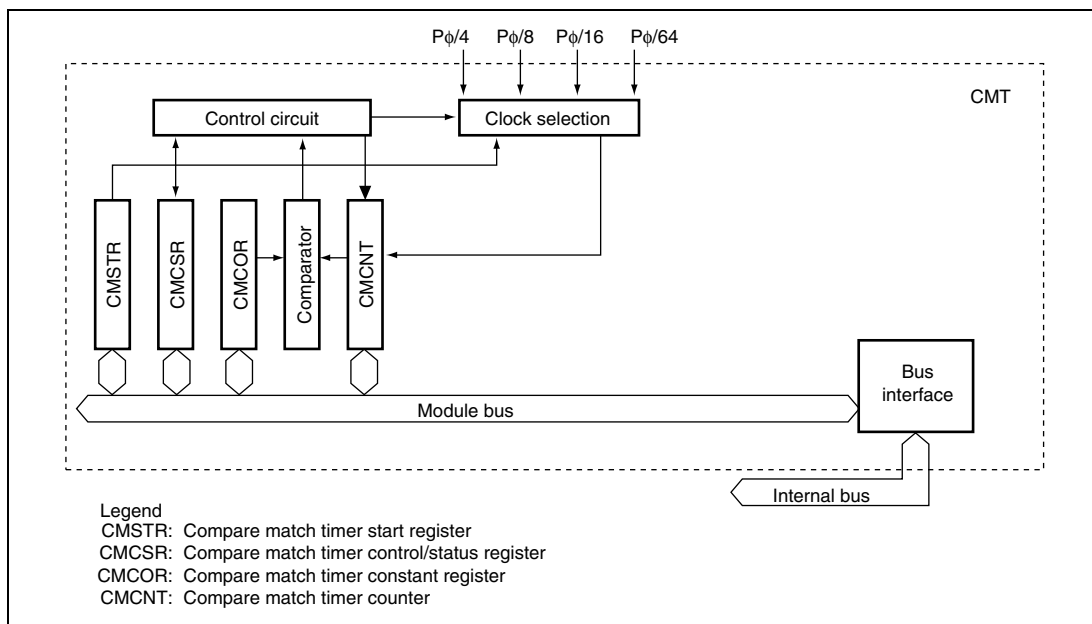 Pϕ/4 Pϕ/8 Pϕ/16 Pϕ/64
CMT
Control circuit
Clock selection
CMSTR
CMCSR
CMCOR
Comparator
CMCNT
Bus
interface
Module bus
Internal bus
Legend
CMSTR: Compare match timer start register
CMCSR: Compare match timer control/status register
CMCOR: Compare match timer constant register
CMCNT: Compare match timer counter